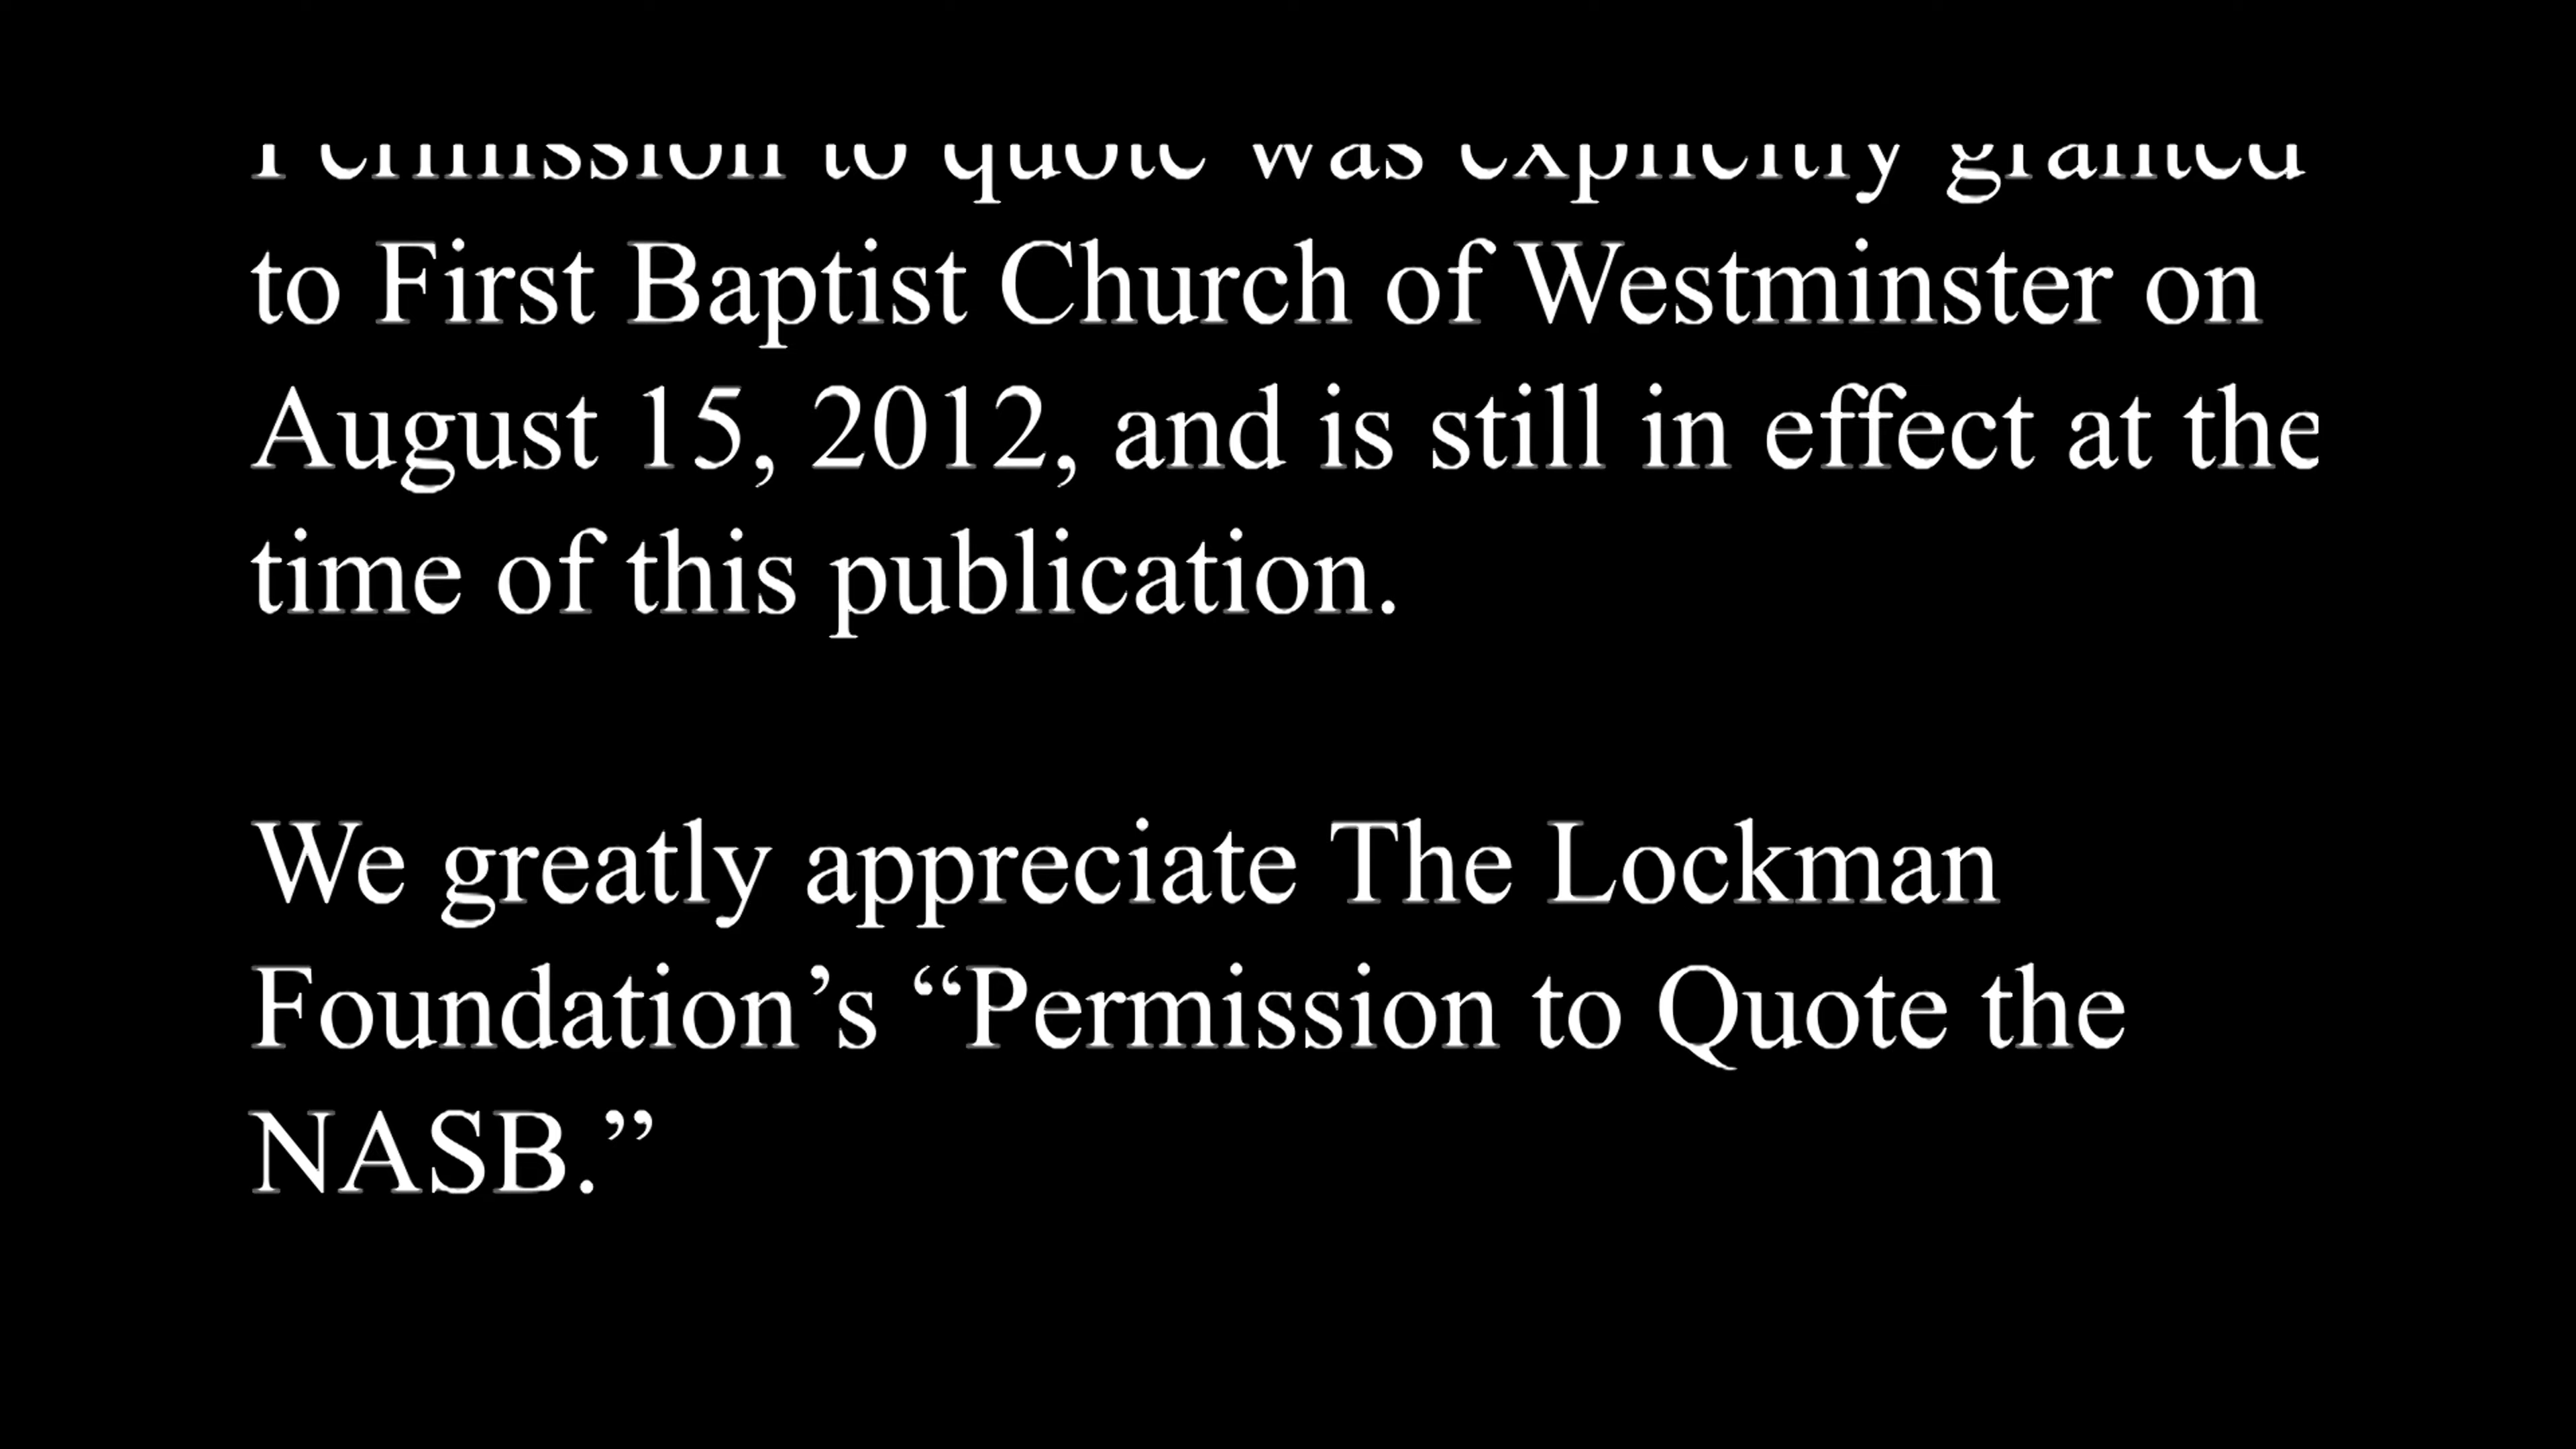 Permission to quote was explicitly granted
to First Baptist Church of Westminster on
August 15, 2012, and is still in effect at the
time of this publication.
We greatly appreciate The Lockman
Foundation’s “Permission to Quote the
NASB.”